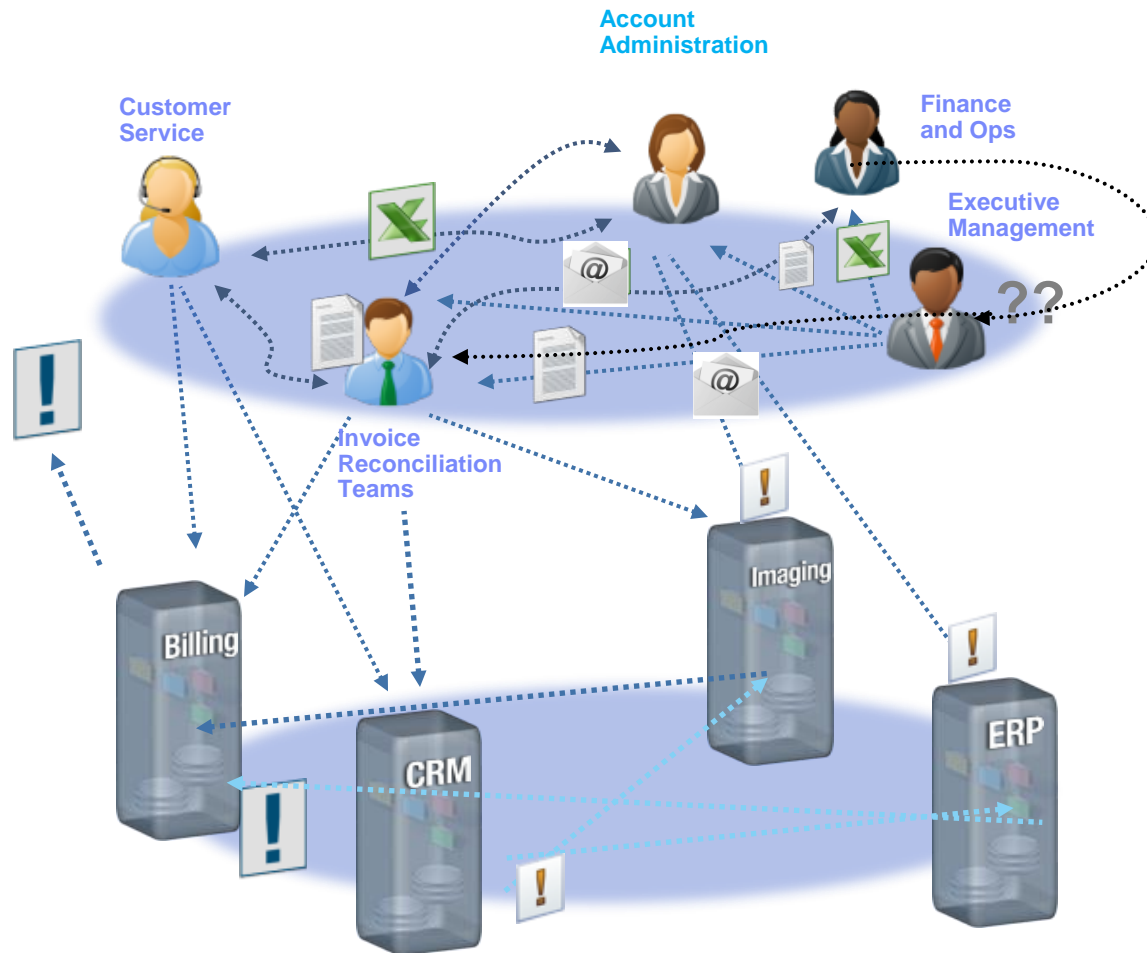 Account
Administration
Customer
Service
Finance
and Ops
Executive
Management
@
??
@
Invoice
Reconciliation
Teams
!
!
Imaging
!
Billing
ERP
CRM
!
!